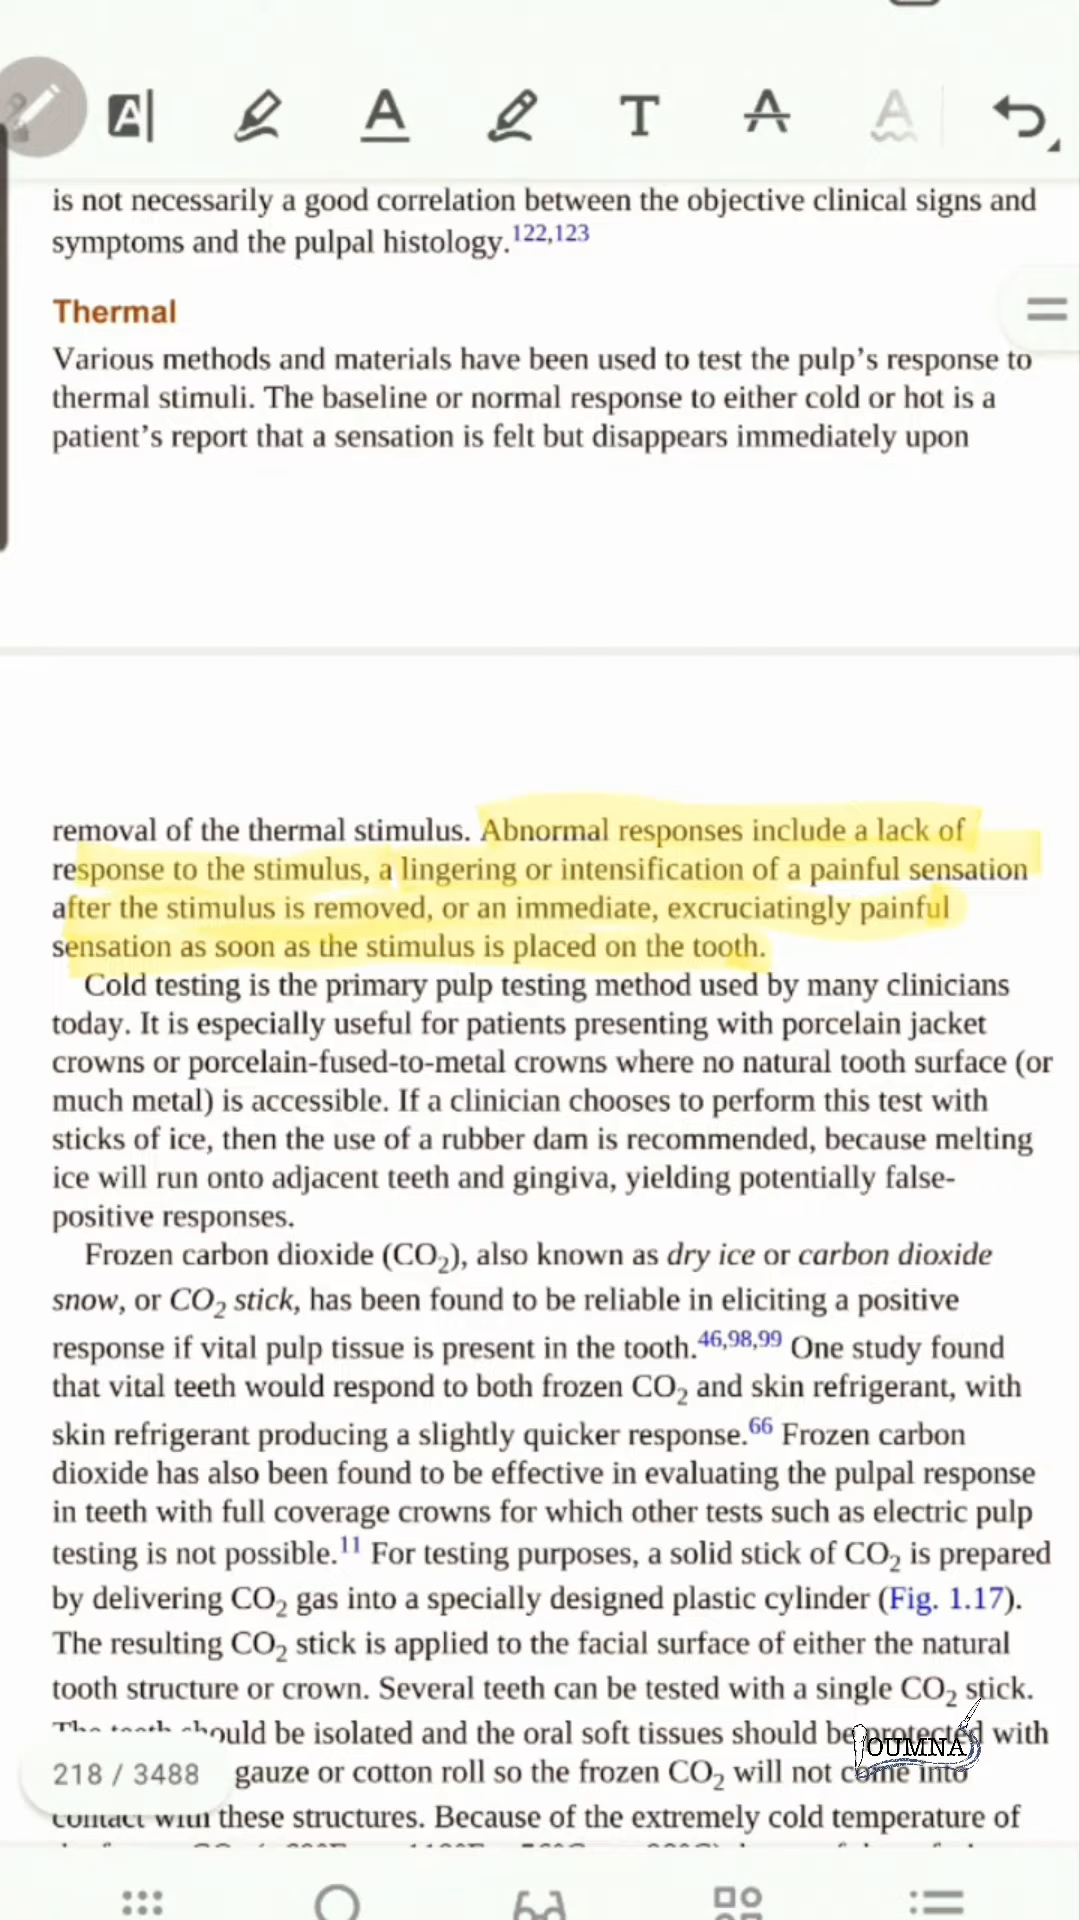 A
A
T
A
A
is not necessarily a good correlation between the objective clinical signs and
symptoms and the pulpal histology.122,123
Thermal
Various methods and materials have been used to test the pulp’s response to
thermal stimuli. The baseline or normal response to either cold or hot is a
patient’s report that a sensation is felt but disappears immediately upon
removal of the thermal stimulus. Abnormal responses include a lack of
response to the stimulus, a lingering or intensification of a painful sensation
after the stimulus is removed, or an immediate, excruciatingly painful
sensation as soon as the stimulus is placed on the tooth.
Cold testing is the primary pulp testing method used by many clinicians
today. It is especially useful for patients presenting with porcelain jacket
crowns or porcelain-fused-to-metal crowns where no natural tooth surface (or
much metal) is accessible. If a clinician chooses to perform this test with
sticks of ice, then the use of a rubber dam is recommended, because melting
ice will run onto adjacent teeth and gingiva, yielding potentially false-
positive responses.
Frozen carbon dioxide (CO2), also known as dry ice or carbon dioxide
snow, or CO2 stick, has been found to be reliable in eliciting a positive
response if vital pulp tissue is present in the tooth.46,98,99 One study found
that vital teeth would respond to both frozen CO2 and skin refrigerant, with
skin refrigerant producing a slightly quicker response.66 Frozen carbon
dioxide has also been found to be effective in evaluating the pulpal response
in teeth with full coverage crowns for which other tests such as electric pulp
testing is not possible.11 For testing purposes, a solid stick of CO2 is prepared
by delivering CO2 gas into a specially designed plastic cylinder (Fig. 1.17).
The resulting CO2 stick is applied to the facial surface of either the natural
tooth structure or crown. Several teeth can be tested with a single CO2 stick.
The teeth should be isolated and the oral soft tissues should be protected with
gauze or cotton roll so the frozen CO2 will not come into
contact with these structures. Because of the extremely cold temperature of
OUMNA
218 / 3488